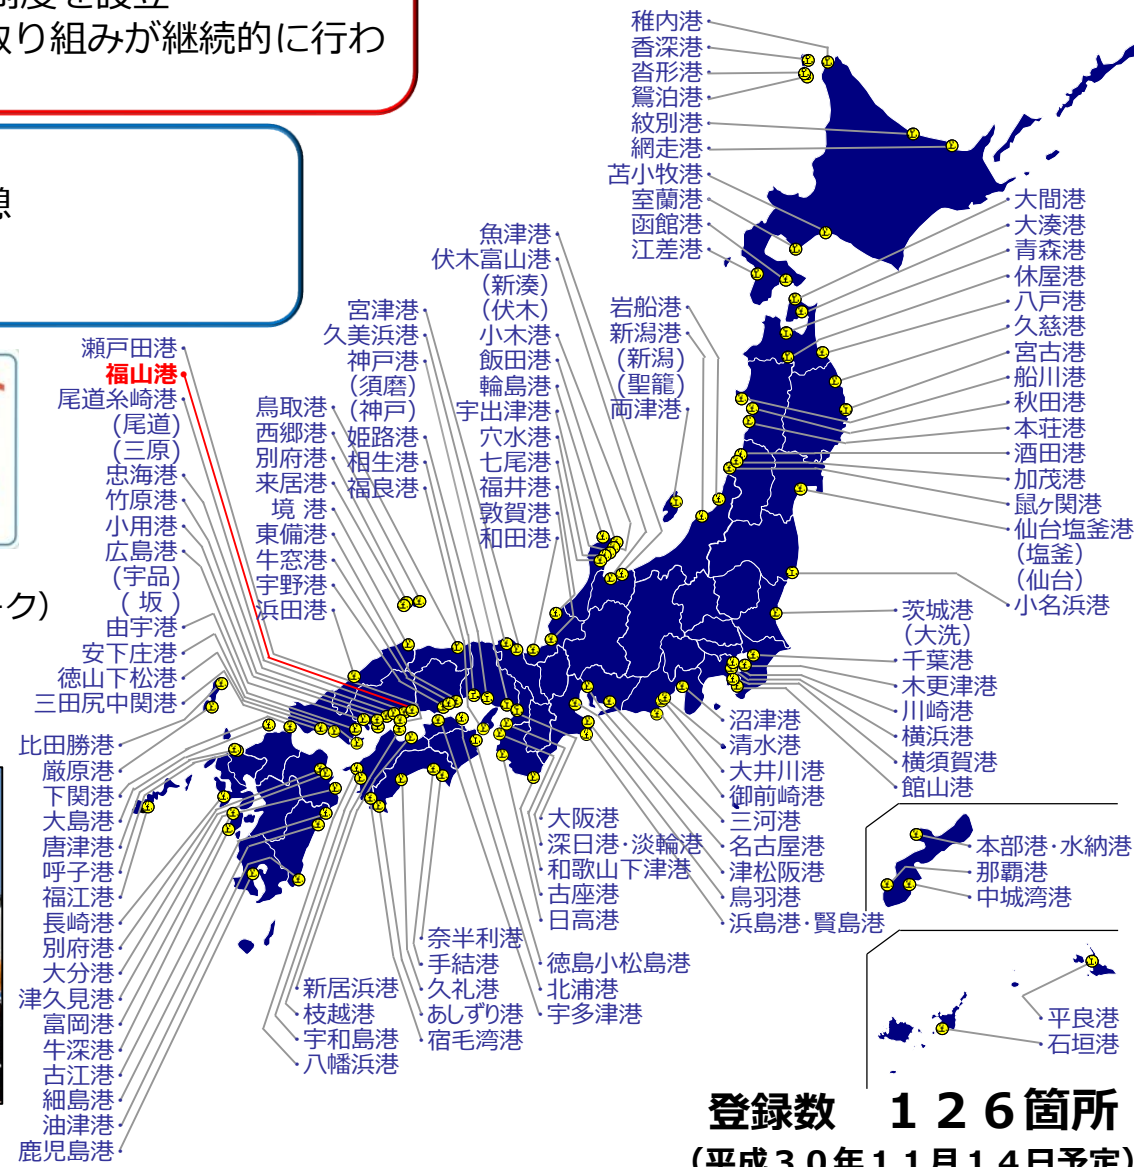 制度を設立
取り組みが継続的に行わ
憩
ーク）
稚内港
香深港
沓形港
鴛泊港
紋別港
網走港
苫小牧港
室蘭港
函館港
江差港
大間港
大湊港
青森港
休屋港
八戸港
久慈港
宮古港
船川港
秋田港
本荘港
酒田港
加茂港
鼠ヶ関港
仙台塩釜港
(塩釜)
(仙台)
小名浜港
魚津港
伏木富山港
(新湊)
(伏木)
小木港
飯田港
輪島港
宇出津港
穴水港
七尾港
福井港
敦賀港
和田港
岩船港
新潟港
(新潟)
(聖籠)
両津港
宮津港
久美浜港
神戸港
(須磨)
(神戸)
姫路港
相生港
福良港
鳥取港
西郷港
別府港
来居港
境 港
東備港
牛窓港
宇野港
浜田港
瀬戸田港
福山港
尾道糸崎港
(尾道)
(三原)
忠海港
竹原港
小用港
広島港
(宇品)
( 坂 )
由宇港
安下庄港
徳山下松港
三田尻中関港
比田勝港
厳原港
下関港
大島港
唐津港
呼子港
福江港
長崎港
別府港
大分港
津久見港
富岡港
牛深港
古江港
細島港
油津港
鹿児島港
新居浜港
枝越港
宇和島港
八幡浜港
奈半利港
手結港
久礼港
あしずり港
宿毛湾港
徳島小松島港
北浦港
宇多津港
大阪港
深日港・淡輪港
和歌山下津港
古座港
日高港
茨城港
(大洗)
千葉港
木更津港
川崎港
横浜港
横須賀港
館山港
沼津港
清水港
大井川港
御前崎港
三河港
名古屋港
津松阪港
鳥羽港
浜島港・賢島港
本部港・水納港
那覇港
中城湾港
平良港
石垣港
登録数　１２６箇所
(平成３０年１１月１４日予定)